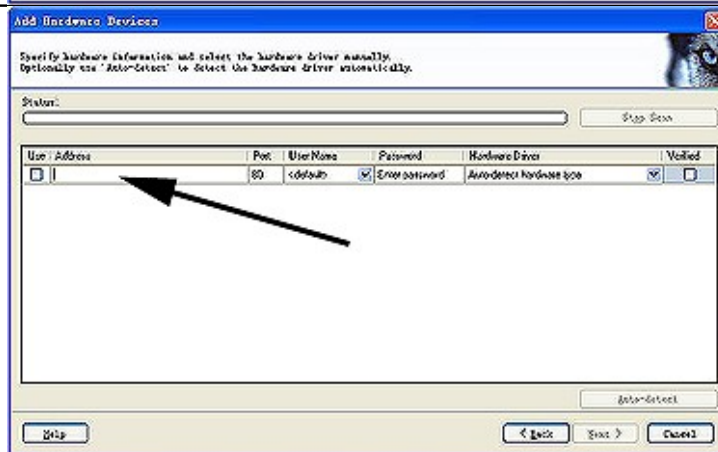 Add Hardware Devices
Specify hardware information and select the hardware driver manually.
Optionally use 'Auto-detect' to detect the hardware driver automatically.
Status:
Stop Scan
Use Address Port User Name Password Hardware Driver Verified
80 <default> Enter password Auto-detect hardware type
Auto-detect
Help < Back Next > Cancel